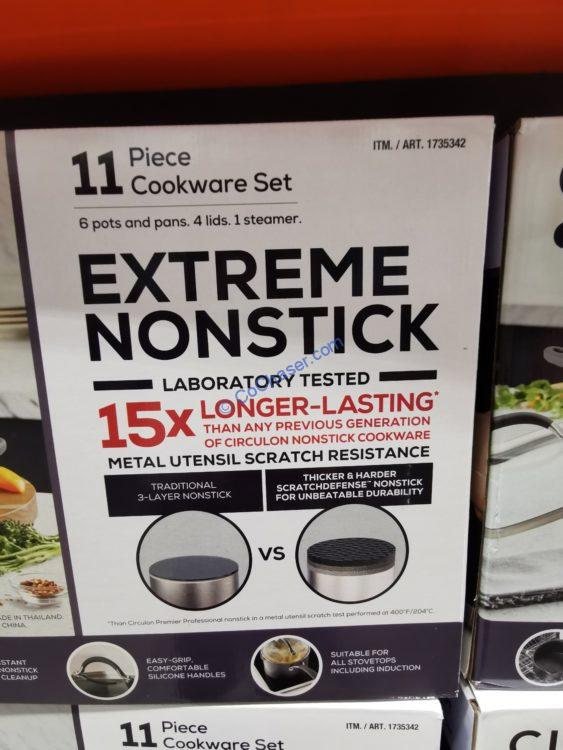 ITM. / ART. 1735342
11 Piece
Cookware Set
6 pots and pans. 4 lids. 1 steamer.
EXTREME
NONSTICK
CoCoaser.com
LABORATORY TESTED
15x LONGER-LASTING*
THAN ANY PREVIOUS GENERATION
OF CIRCULON NONSTICK COOKWARE
METAL UTENSIL SCRATCH RESISTANCE
TRADITIONAL
3-LAYER NONSTICK
THICKER & HARDER
SCRATCHDEFENSE™ NONSTICK
FOR UNBEATABLE DURABILITY
VS
ADE IN THAILAND.
CHINA.
*Than Circulon Premier Professional nonstick in a metal utensil scratch test performed at 400°F/204°C.
STANT
NONSTICK
CLEANUP
EASY-GRIP,
COMFORTABLE
SILICONE HANDLES
SUITABLE FOR
ALL STOVETOPS
INCLUDING INDUCTION
11 Piece
Cookware Set
ITM. / ART. 1735342